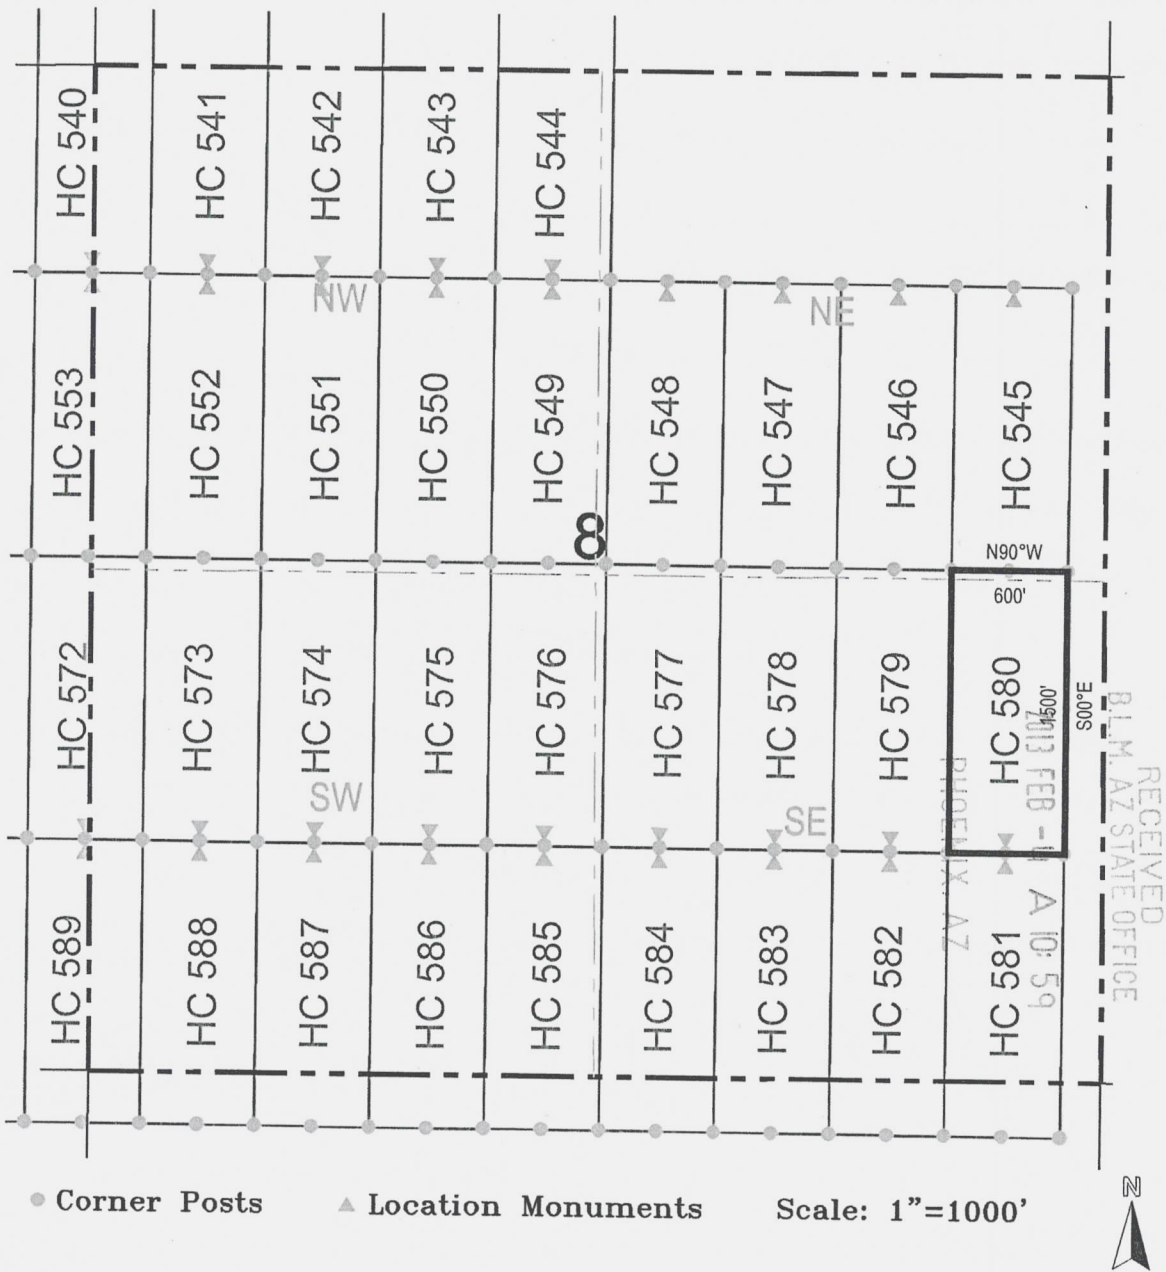 HC 540
HC 541
HC 542
HC 543
HC 544
NW
NE
HC 553
HC 552
HC 551
HC 550
HC 549
HC 548
HC 547
HC 546
HC 545
8
N90°W
600'
HC 572
HC 573
HC 574
HC 575
HC 576
HC 577
HC 578
HC 579
HC 580
1500'
S00°E
SW
SE
HC 589
HC 588
HC 587
HC 586
HC 585
HC 584
HC 583
HC 582
HC 581
RECEIVED
B.L.M. AZ STATE OFFICE
2013 FEB -4 A 10:59
PHOENIX, AZ
Corner Posts
Location Monuments
Scale: 1"=1000'
N